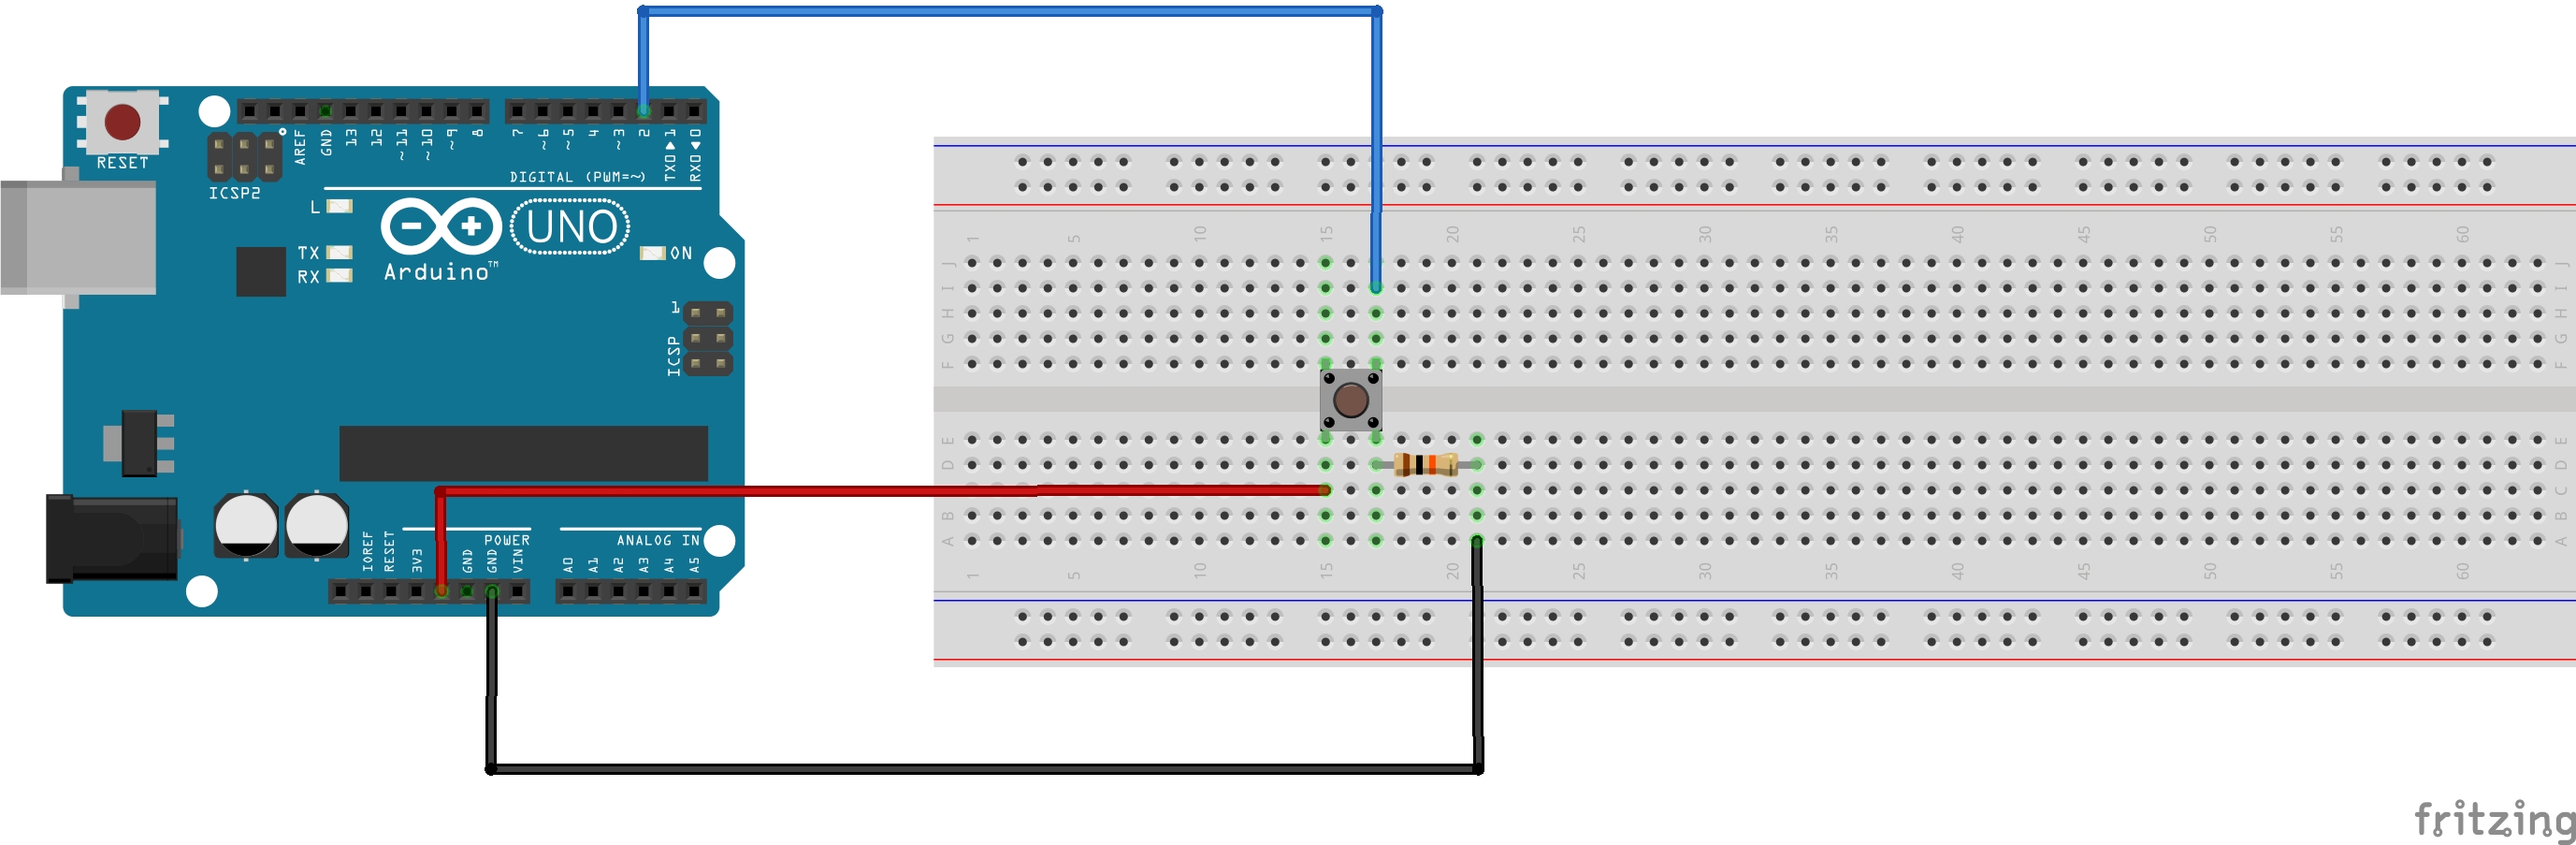 RESET
ICSP2
AREF
GND
13
12
~11
~10
~9
8
7
~6
~5
4
~3
2
TX0▶1
RX0◀0
DIGITAL (PWM=~)
L
TX
RX
UNO
Arduino™
ON
1
ICSP
IOREF
RESET
3V3
GND
GND
VIN
POWER
ANALOG IN
A0
A1
A2
A3
A4
A5
1 5 10 15 20 25 30 35 40 45 50 55 60
J J
I I
H H
G G
F F
E E
D D
C C
B B
A A
1 5 10 15 20 25 30 35 40 45 50 55 60
fritzing